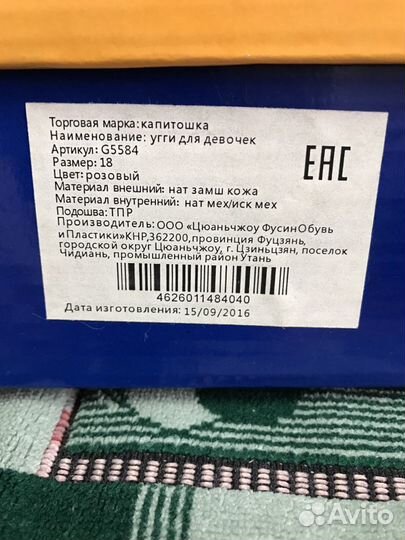 Торговая марка: капитошка
Наименование: угги для девочек
Артикул: G5584
Размер: 18
Цвет: розовый
Материал внешний: нат замш кожа
Материал внутренний: нат мех/иск мех
Подошва: ТПР
Производитель: ООО «Цюаньчжоу ФусинОбувь
и Пластики»КНР,362200,провинция Фуцзянь,
городской округ Цюаньчжоу, г. Цзиньцзян, поселок
Чидиань, промышленный район Утань
4626011484040
Дата изготовления: 15/09/2016
EAC
Avito